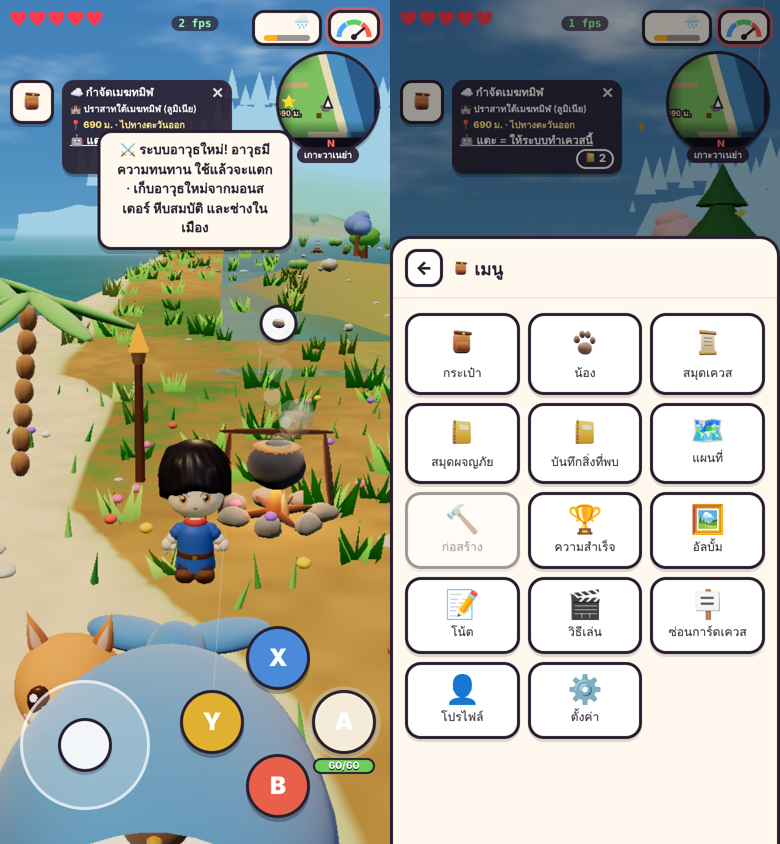 2 fps
☁️ กำจัดเมฆทมิฬ ✕
🏰 ปราสาทใต้เมฆทมิฬ (ลูมิเนีย)
📍 690 ม. · ไปทางตะวันออก
690 ม.
N
เกาะวาเนย่า
⚔️ ระบบอาวุธใหม่! อาวุธมี
ความทนทาน ใช้แล้วจะแตก
· เก็บอาวุธใหม่จากมอนส
เตอร์ หีบสมบัติ และช่างใน
เมือง
X
Y
A
B
60/60
1 fps
☁️ กำจัดเมฆทมิฬ ✕
🏰 ปราสาทใต้เมฆทมิฬ (ลูมิเนีย)
📍 690 ม. · ไปทางตะวันออก
🤖 แตะ = ให้ระบบทำเควสนี้
2
690 ม.
N
เกาะวาเนย่า
เมนู
กระเป๋า
น้อง
สมุดเควส
สมุดผจญภัย
บันทึกสิ่งที่พบ
แผนที่
ก่อสร้าง
ความสำเร็จ
อัลบั้ม
โน้ต
วิธีเล่น
ซ่อนการ์ดเควส
โปรไฟล์
ตั้งค่า